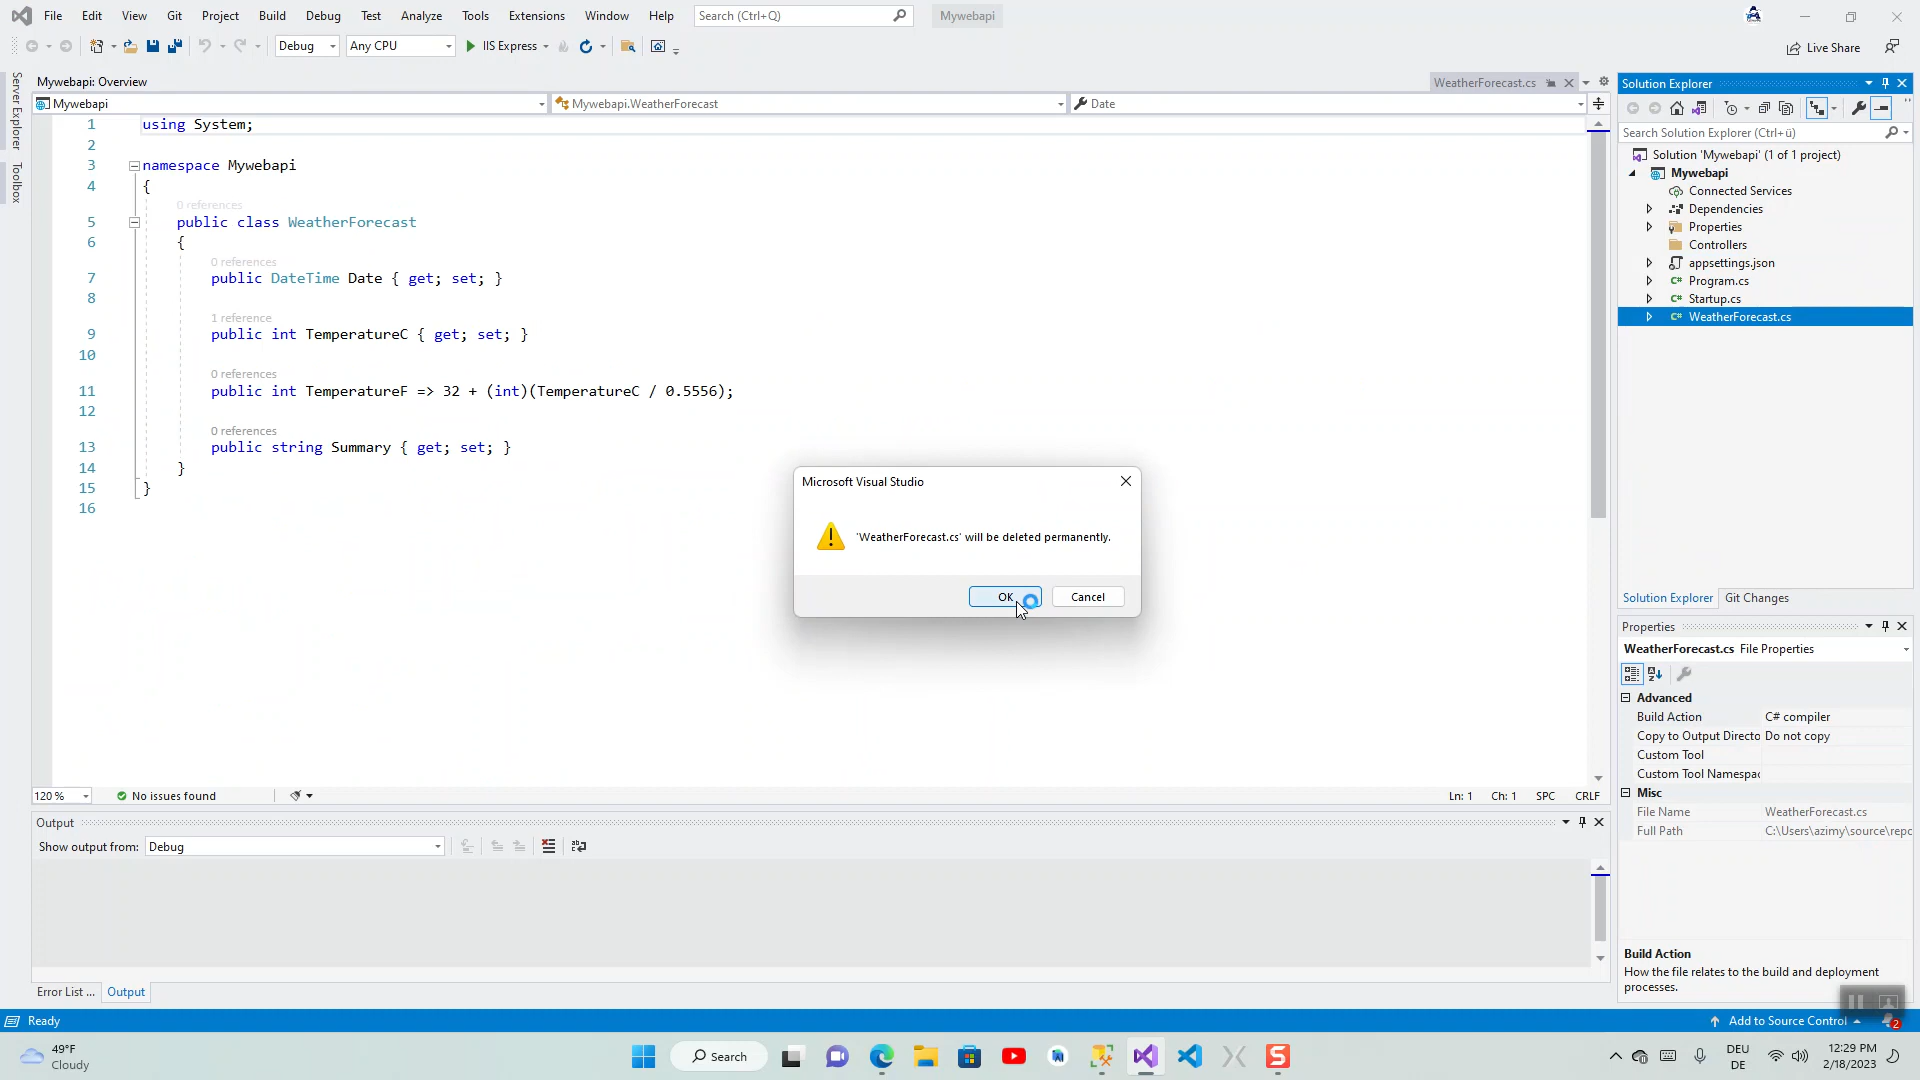 File Edit View Git Project Build Debug Test Analyze Tools Extensions Window Help Search (Ctrl+Q) Mywebapi
Debug Any CPU IIS Express Live Share
Server Explorer
Toolbox
Mywebapi: Overview WeatherForecast.cs
Mywebapi Mywebapi.WeatherForecast Date
1 using System;
2
3 namespace Mywebapi
4 {
0 references
5 public class WeatherForecast
6 {
0 references
7 public DateTime Date { get; set; }
8
1 reference
9 public int TemperatureC { get; set; }
10
0 references
11 public int TemperatureF => 32 + (int)(TemperatureC / 0.5556);
12
0 references
13 public string Summary { get; set; }
14 }
15 }
16
Microsoft Visual Studio
'WeatherForecast.cs' will be deleted permanently.
OK Cancel
120 % No issues found Ln: 1 Ch: 1 SPC CRLF
Output
Show output from: Debug
Error List ... Output
Solution Explorer
Search Solution Explorer (Ctrl+ü)
Solution 'Mywebapi' (1 of 1 project)
Mywebapi
Connected Services
Dependencies
Properties
Controllers
appsettings.json
C# Program.cs
C# Startup.cs
C# WeatherForecast.cs
Solution Explorer Git Changes
Properties
WeatherForecast.cs File Properties
Advanced
Build Action C# compiler
Copy to Output Directo Do not copy
Custom Tool
Custom Tool Namespac
Misc
File Name WeatherForecast.cs
Full Path C:\Users\azimy\source\repo
Build Action
How the file relates to the build and deployment
processes.
Ready Add to Source Control 2
49°F
Cloudy
Search
DEU
DE
12:29 PM
2/18/2023